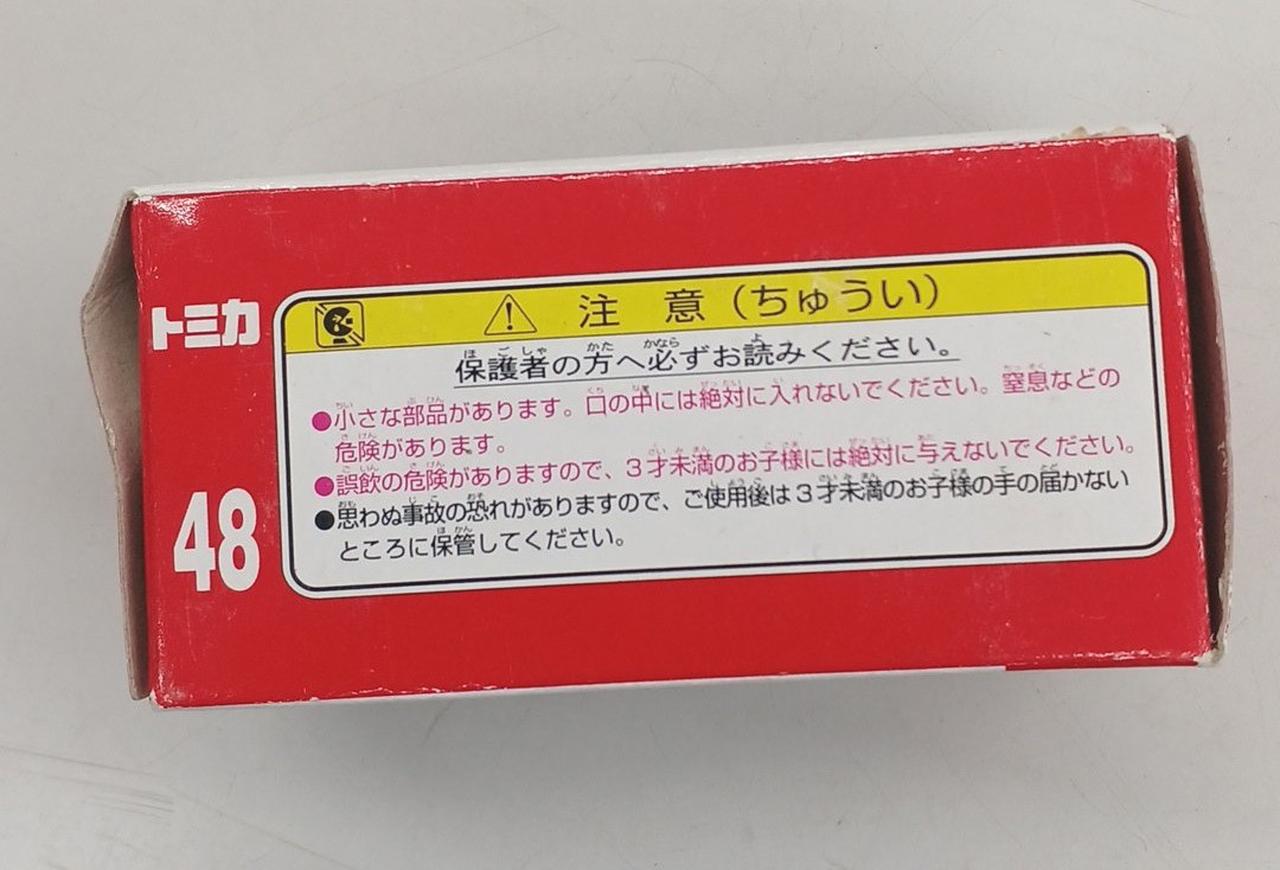 トミカ
48
注 意（ちゅうい）
保護者の方へ必ずお読みください。
●小さな部品があります。口の中には絶対に入れないでください。窒息などの
危険があります。
●誤飲の危険がありますので、３才未満のお子様には絶対に与えないでください。
●思わぬ事故の恐れがありますので、ご使用後は３才未満のお子様の手の届かない
ところに保管してください。